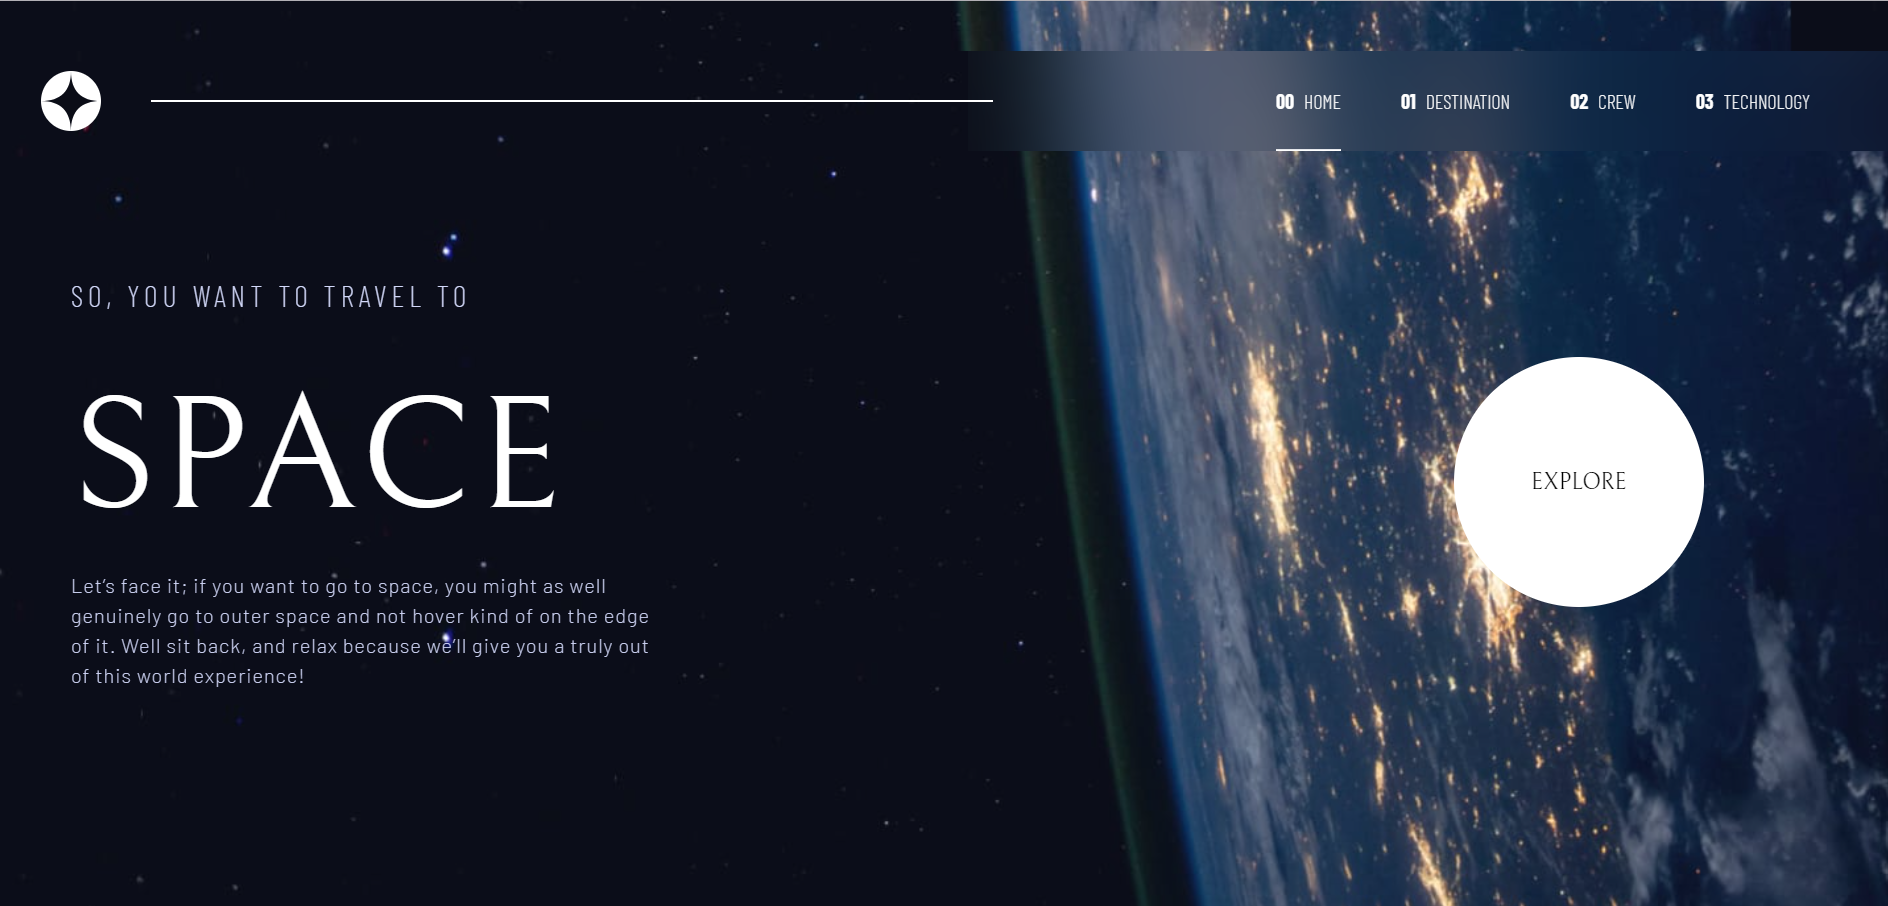 00 HOME 01 DESTINATION 02 CREW 03 TECHNOLOGY
SO, YOU WANT TO TRAVEL TO
SPACE
Let’s face it; if you want to go to space, you might as well
genuinely go to outer space and not hover kind of on the edge
of it. Well sit back, and relax because we’ll give you a truly out
of this world experience!
EXPLORE